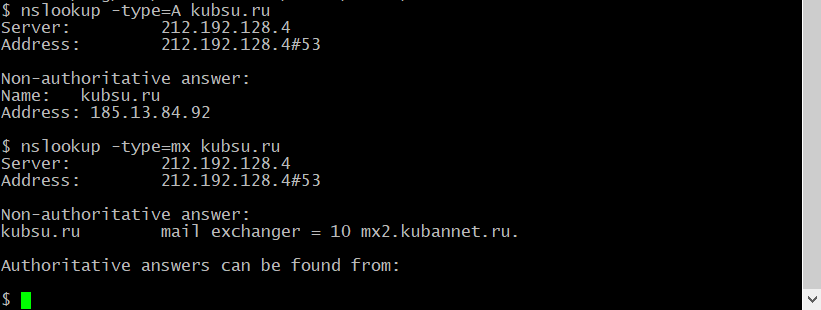 $ nslookup -type=A kubsu.ru
Server:         212.192.128.4
Address:        212.192.128.4#53
Non-authoritative answer:
Name:   kubsu.ru
Address: 185.13.84.92
$ nslookup -type=mx kubsu.ru
Server:         212.192.128.4
Address:        212.192.128.4#53
Non-authoritative answer:
kubsu.ru        mail exchanger = 10 mx2.kubannet.ru.
Authoritative answers can be found from:
$